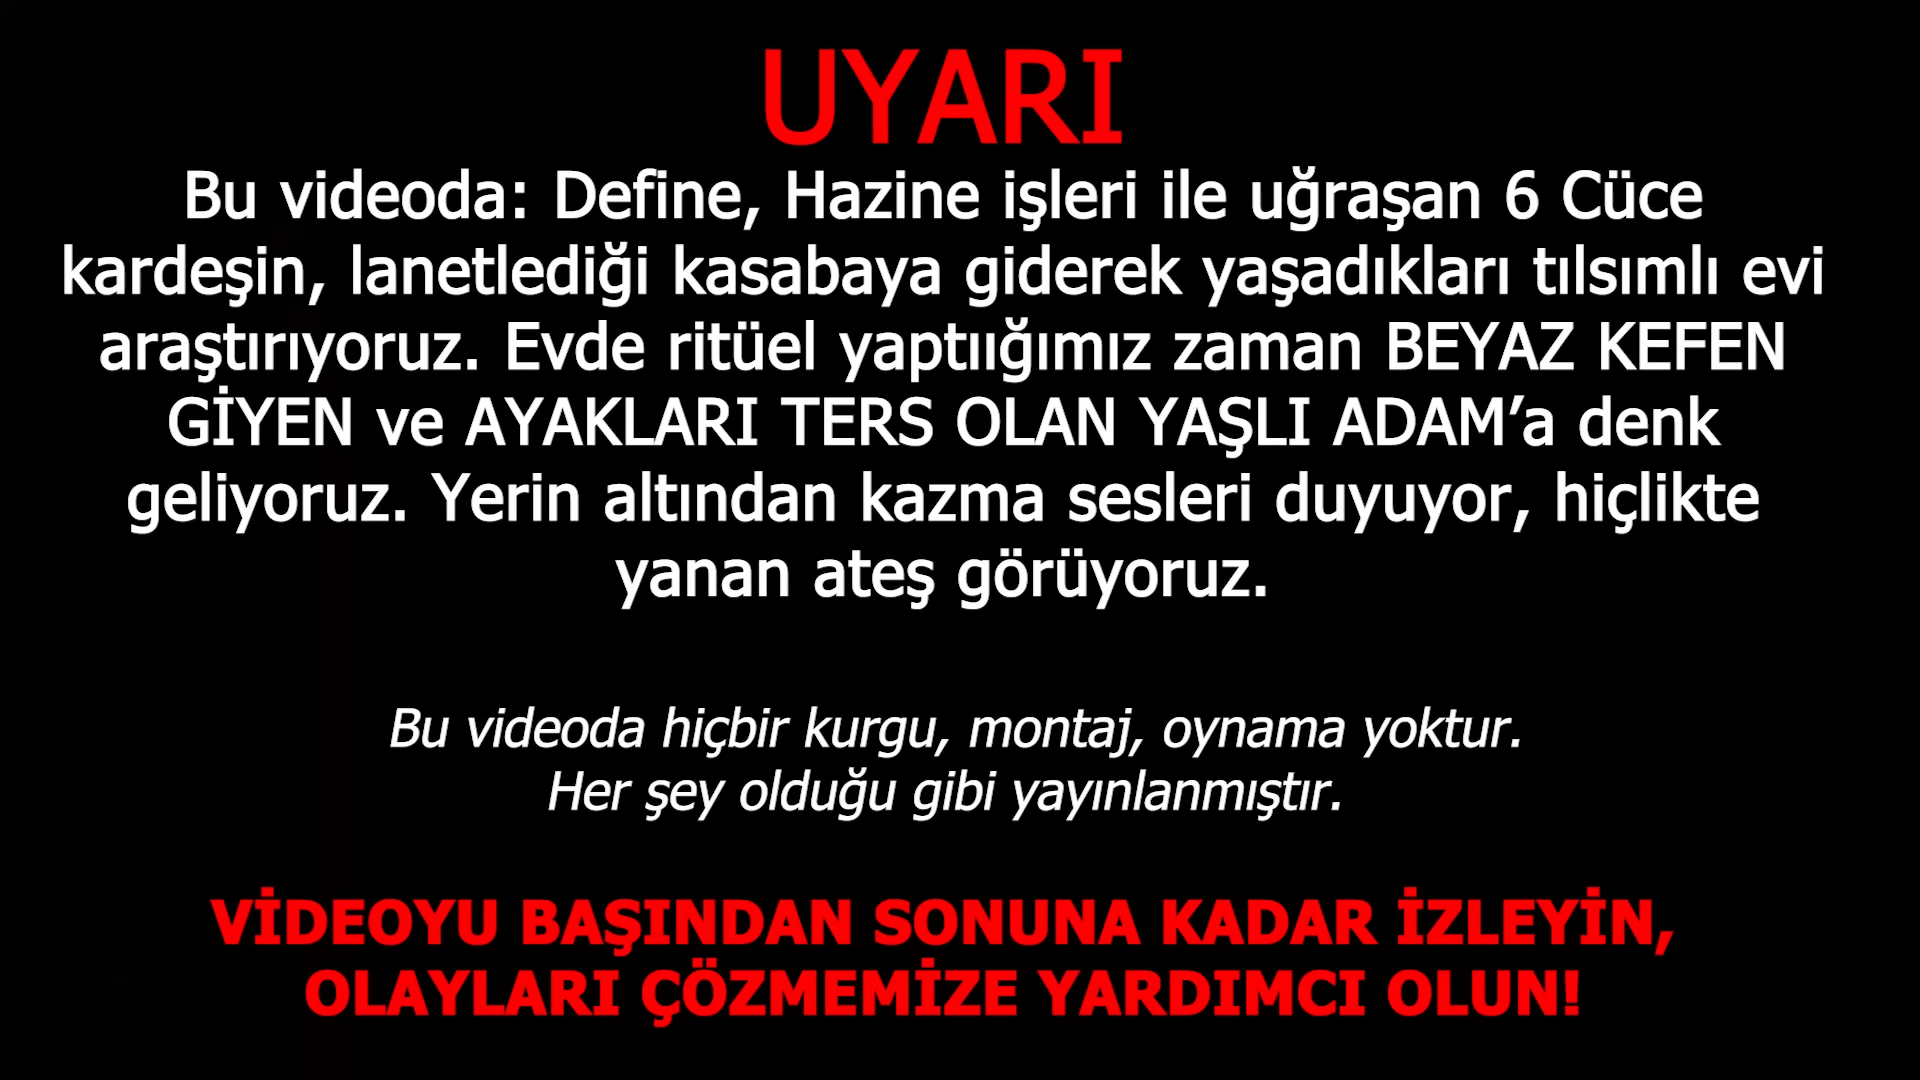 UYARI
Bu videoda: Define, Hazine işleri ile uğraşan 6 Cüce
kardeşin, lanetlediği kasabaya giderek yaşadıkları tılsımlı evi
araştırıyoruz. Evde ritüel yaptıığımız zaman BEYAZ KEFEN
GİYEN ve AYAKLARI TERS OLAN YAŞLI ADAM’a denk
geliyoruz. Yerin altından kazma sesleri duyuyor, hiçlikte
yanan ateş görüyoruz.
Bu videoda hiçbir kurgu, montaj, oynama yoktur.
Her şey olduğu gibi yayınlanmıştır.
VİDEOYU BAŞINDAN SONUNA KADAR İZLEYİN,
OLAYLARI ÇÖZMEMİZE YARDIMCI OLUN!